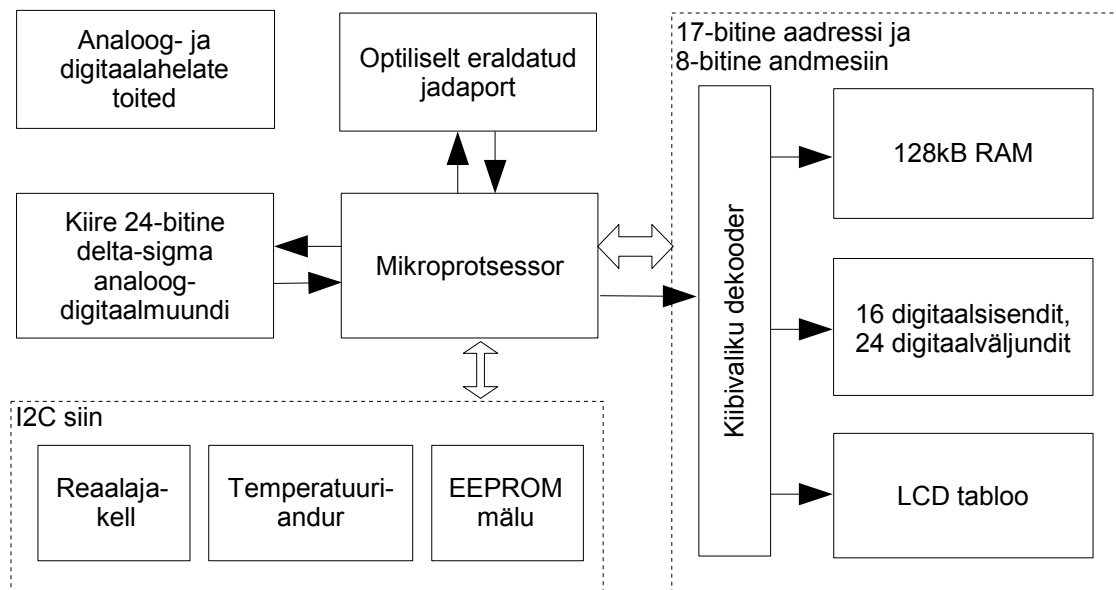 Analoog- ja
digitaalahelate
toited
Optiliselt eraldatud
jadaport
17-bitine aadressi ja
8-bitine andmesiin
128kB RAM
Kiire 24-bitine
delta-sigma
analoog-
digitaalmuundi
Mikroprotsessor
Kiibivaliku dekooder
16 digitaalsisendit,
24 digitaalväljundit
I2C siin
Reaalaja-
kell
Temperatuuri-
andur
EEPROM
mälu
LCD tabloo